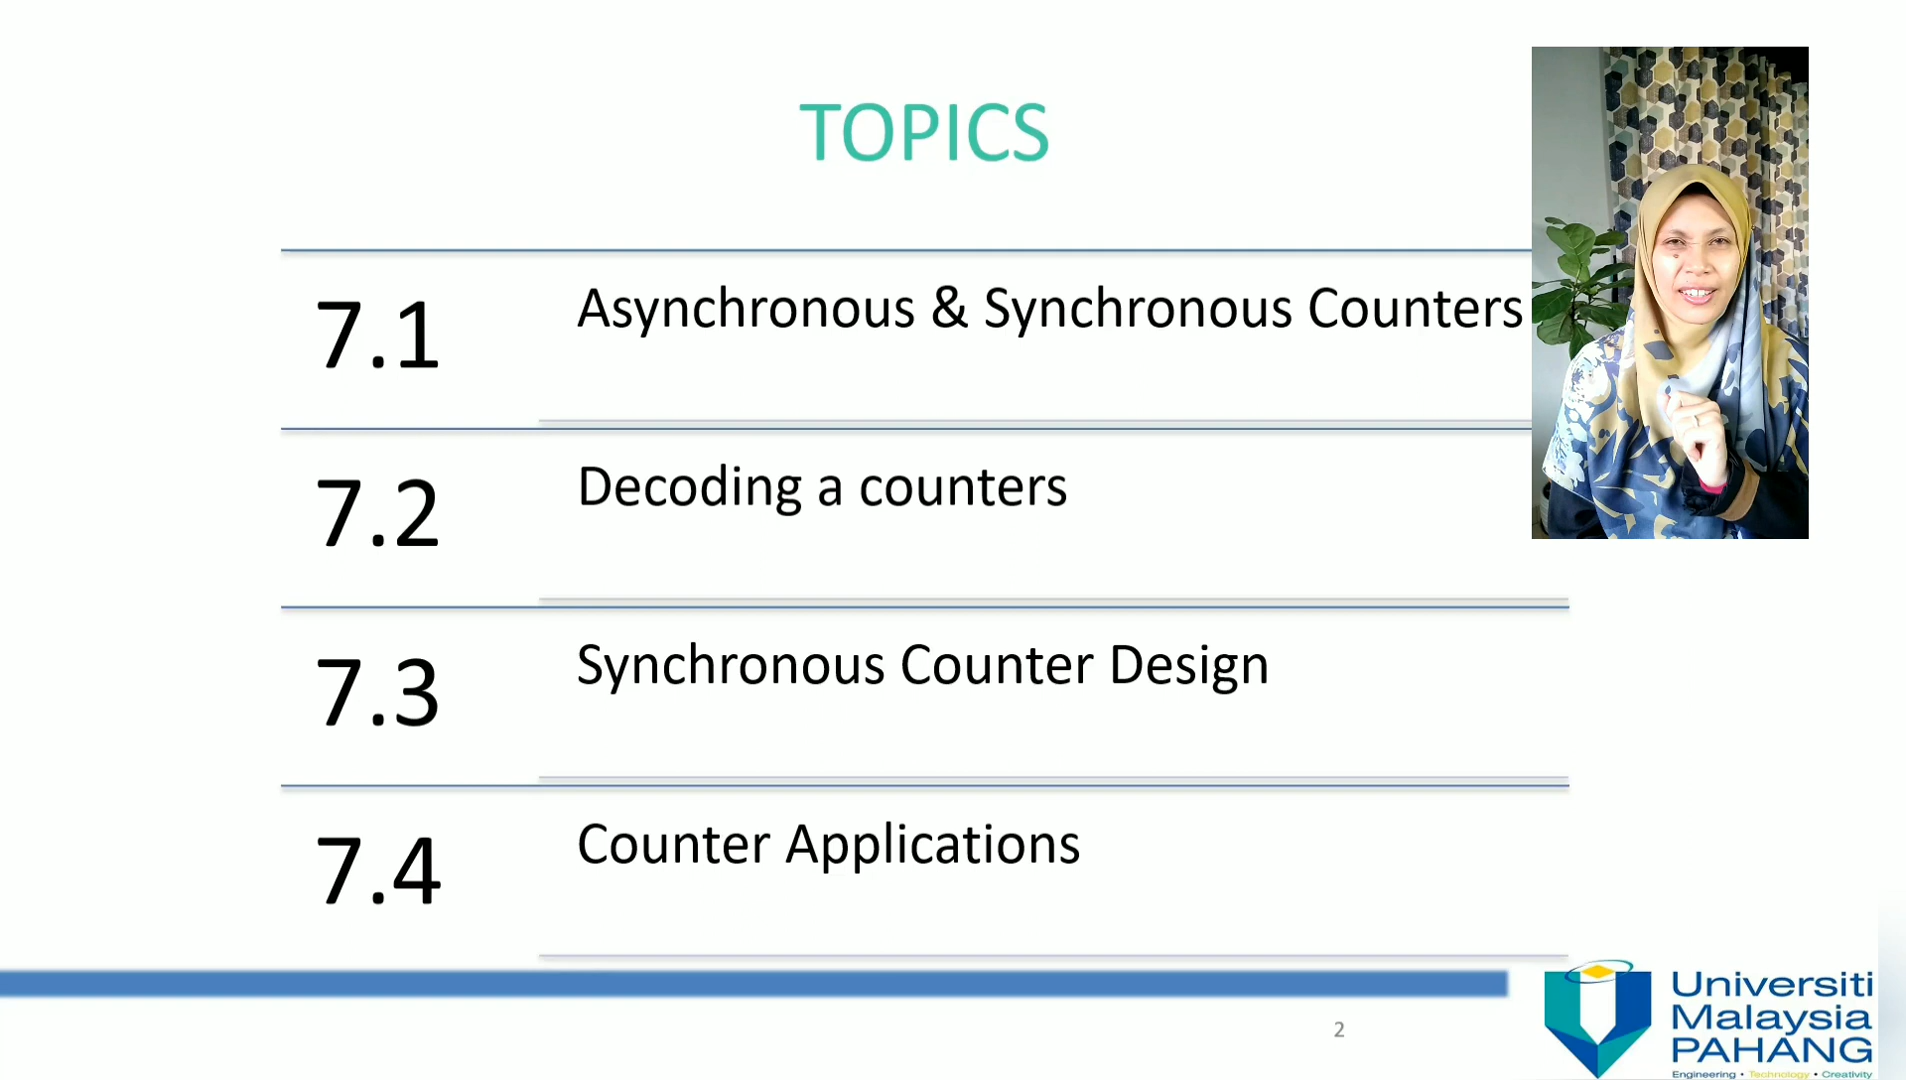 TOPICS
7.1
Asynchronous & Synchronous Counters
7.2
Decoding a counters
7.3
Synchronous Counter Design
7.4
Counter Applications
2
Universiti
Malaysia
PAHANG
Engineering • Technology • Creativity